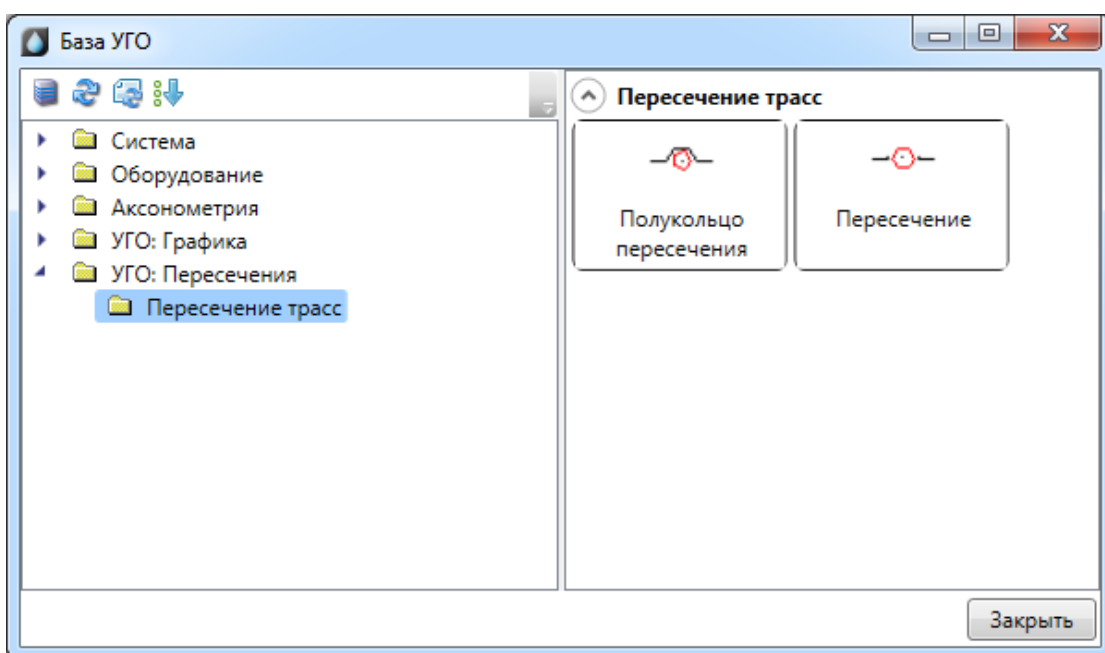 База УГО
Система
Оборудование
Аксонометрия
УГО: Графика
УГО: Пересечения
Пересечение трасс
Пересечение трасс
Полукольцо
пересечения
Пересечение
Закрыть